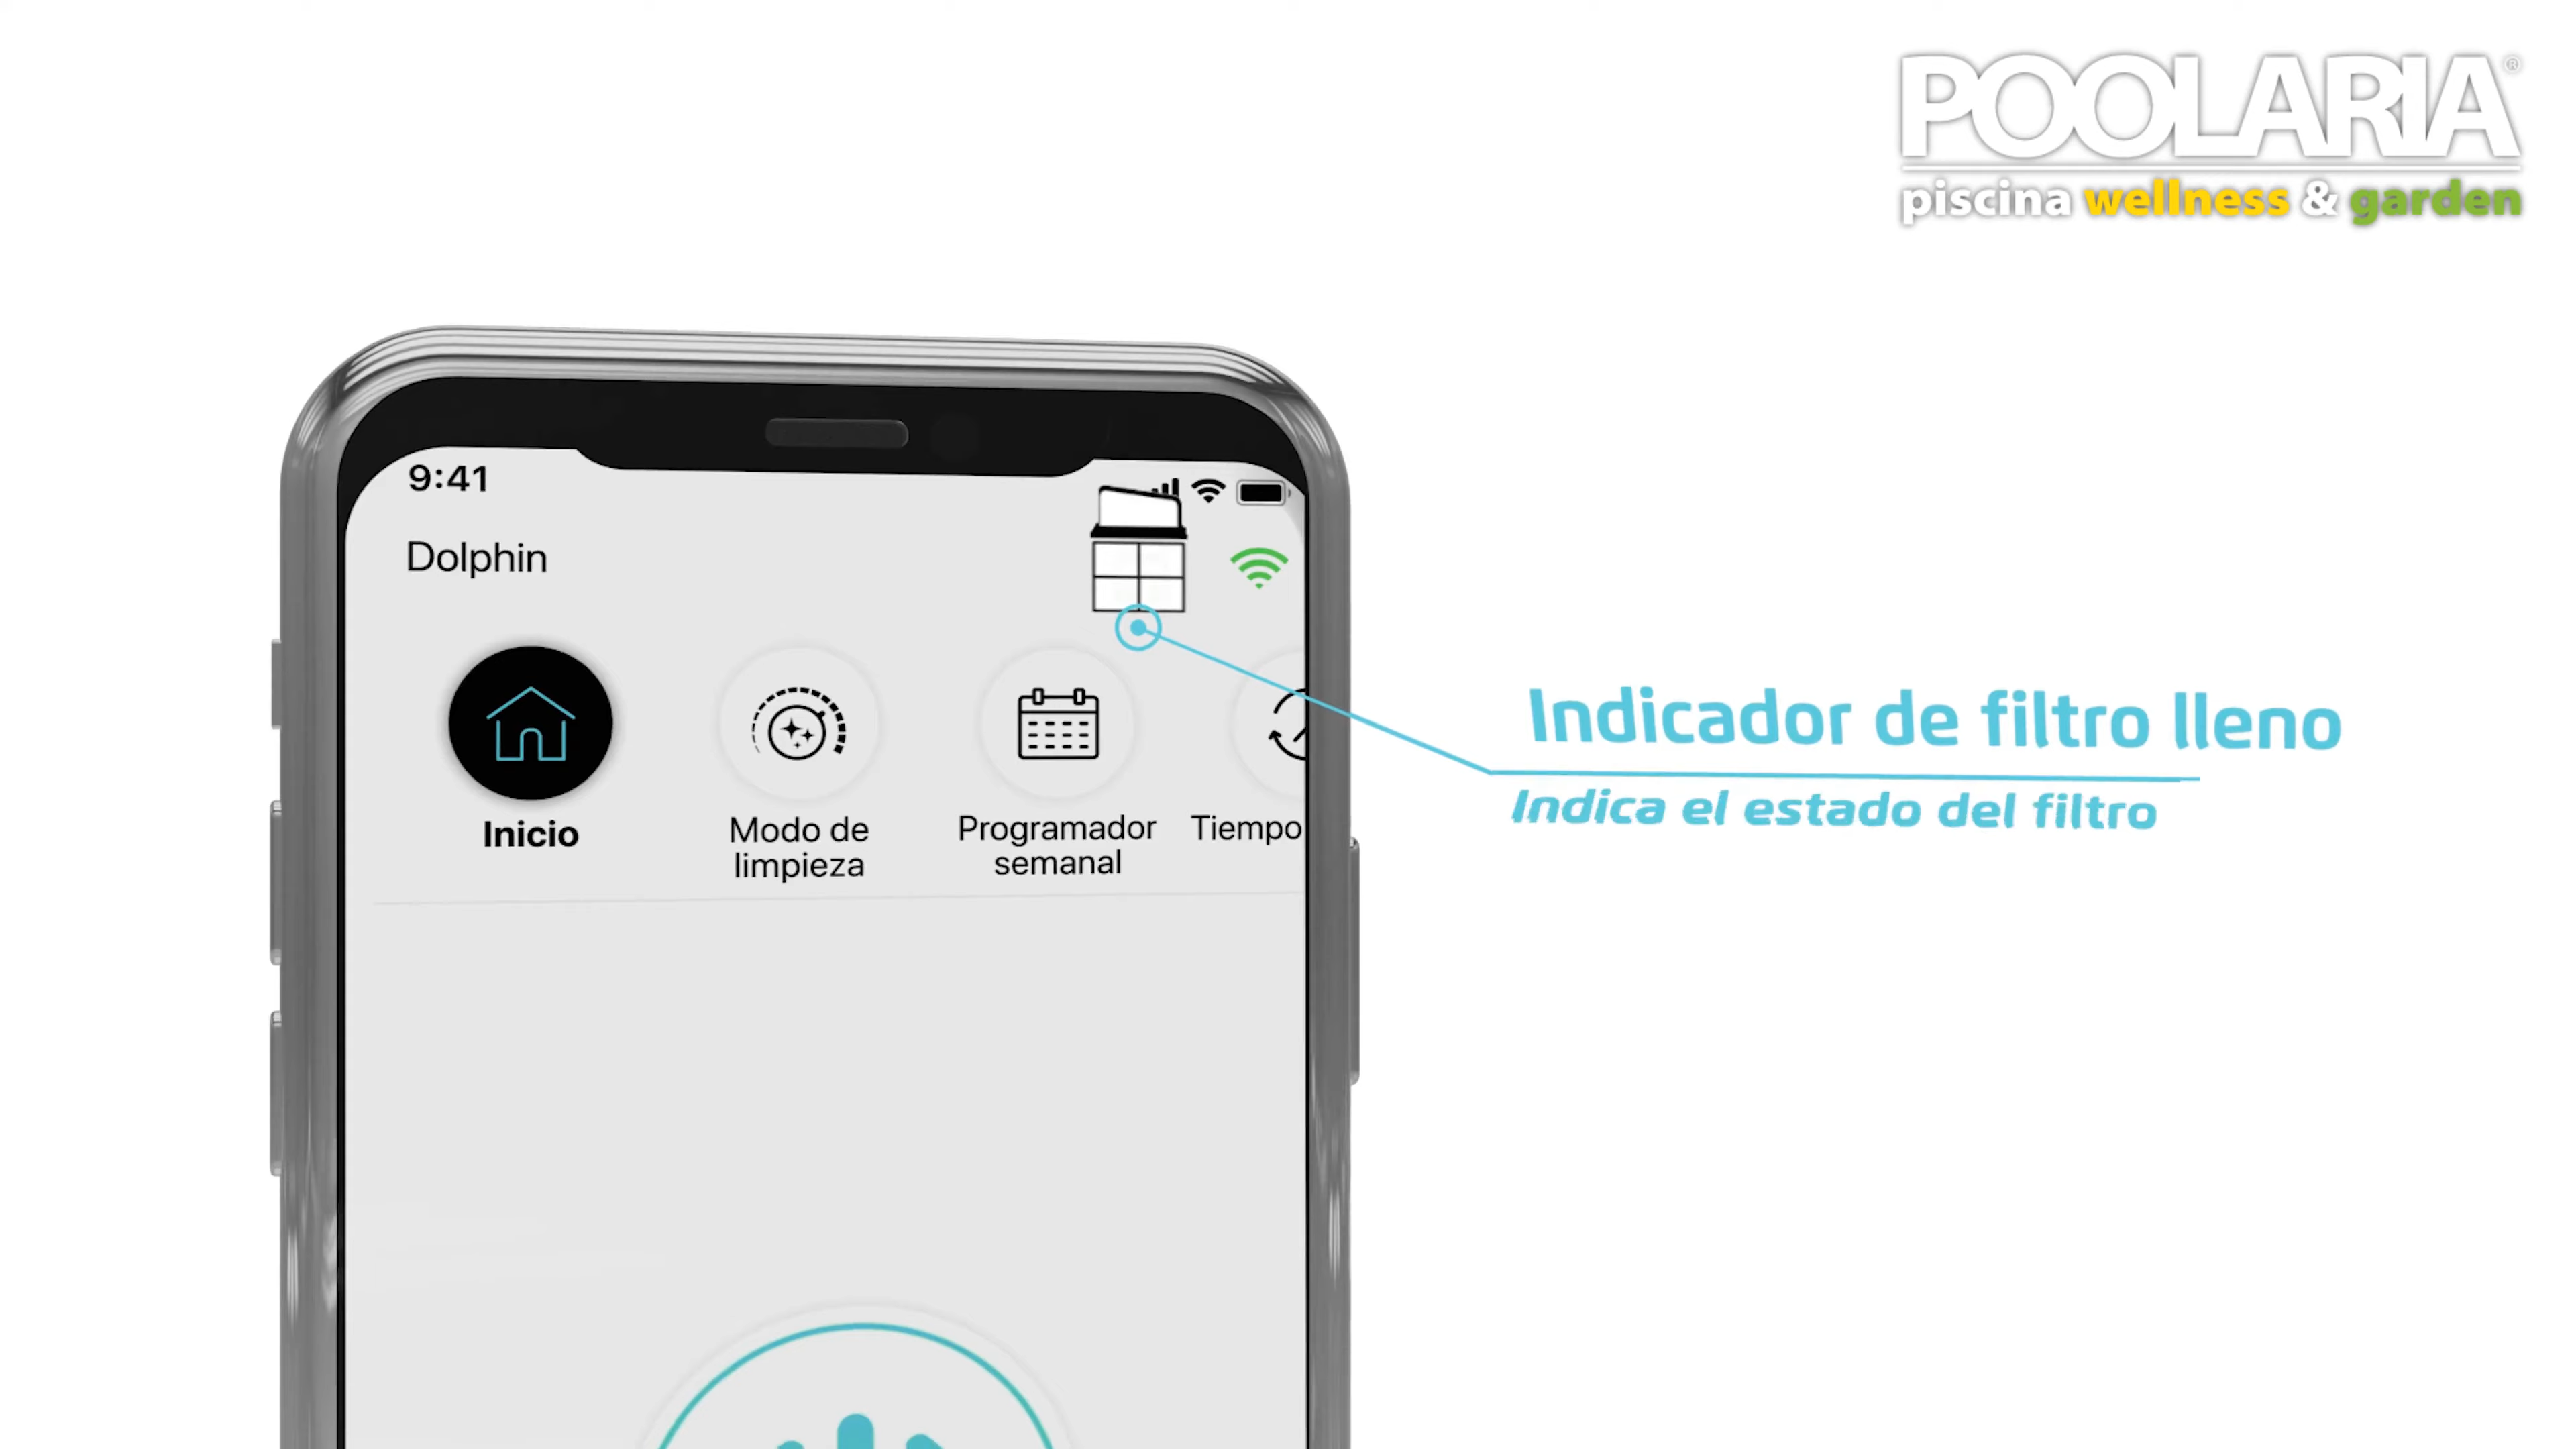 POOLARIA®
piscina wellness & garden
9:41
Dolphin
Inicio
Modo de
limpieza
Programador
semanal
Tiempo
Indicador de filtro lleno
Indica el estado del filtro